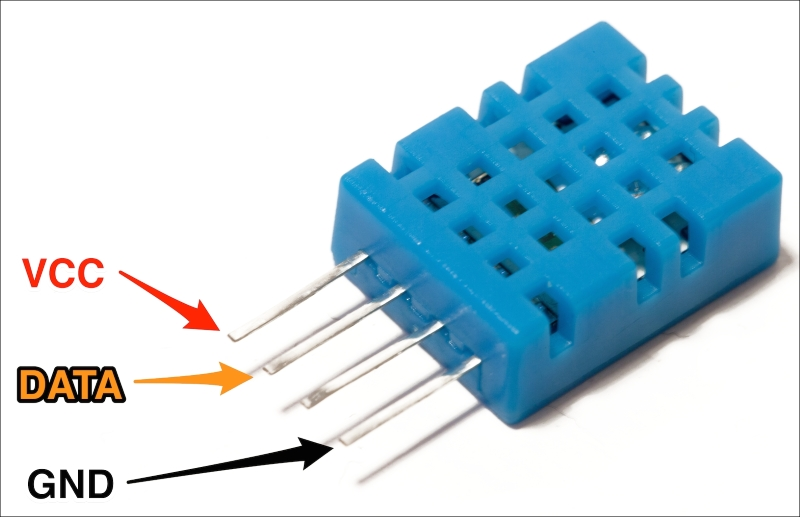 VCC
DATA
GND